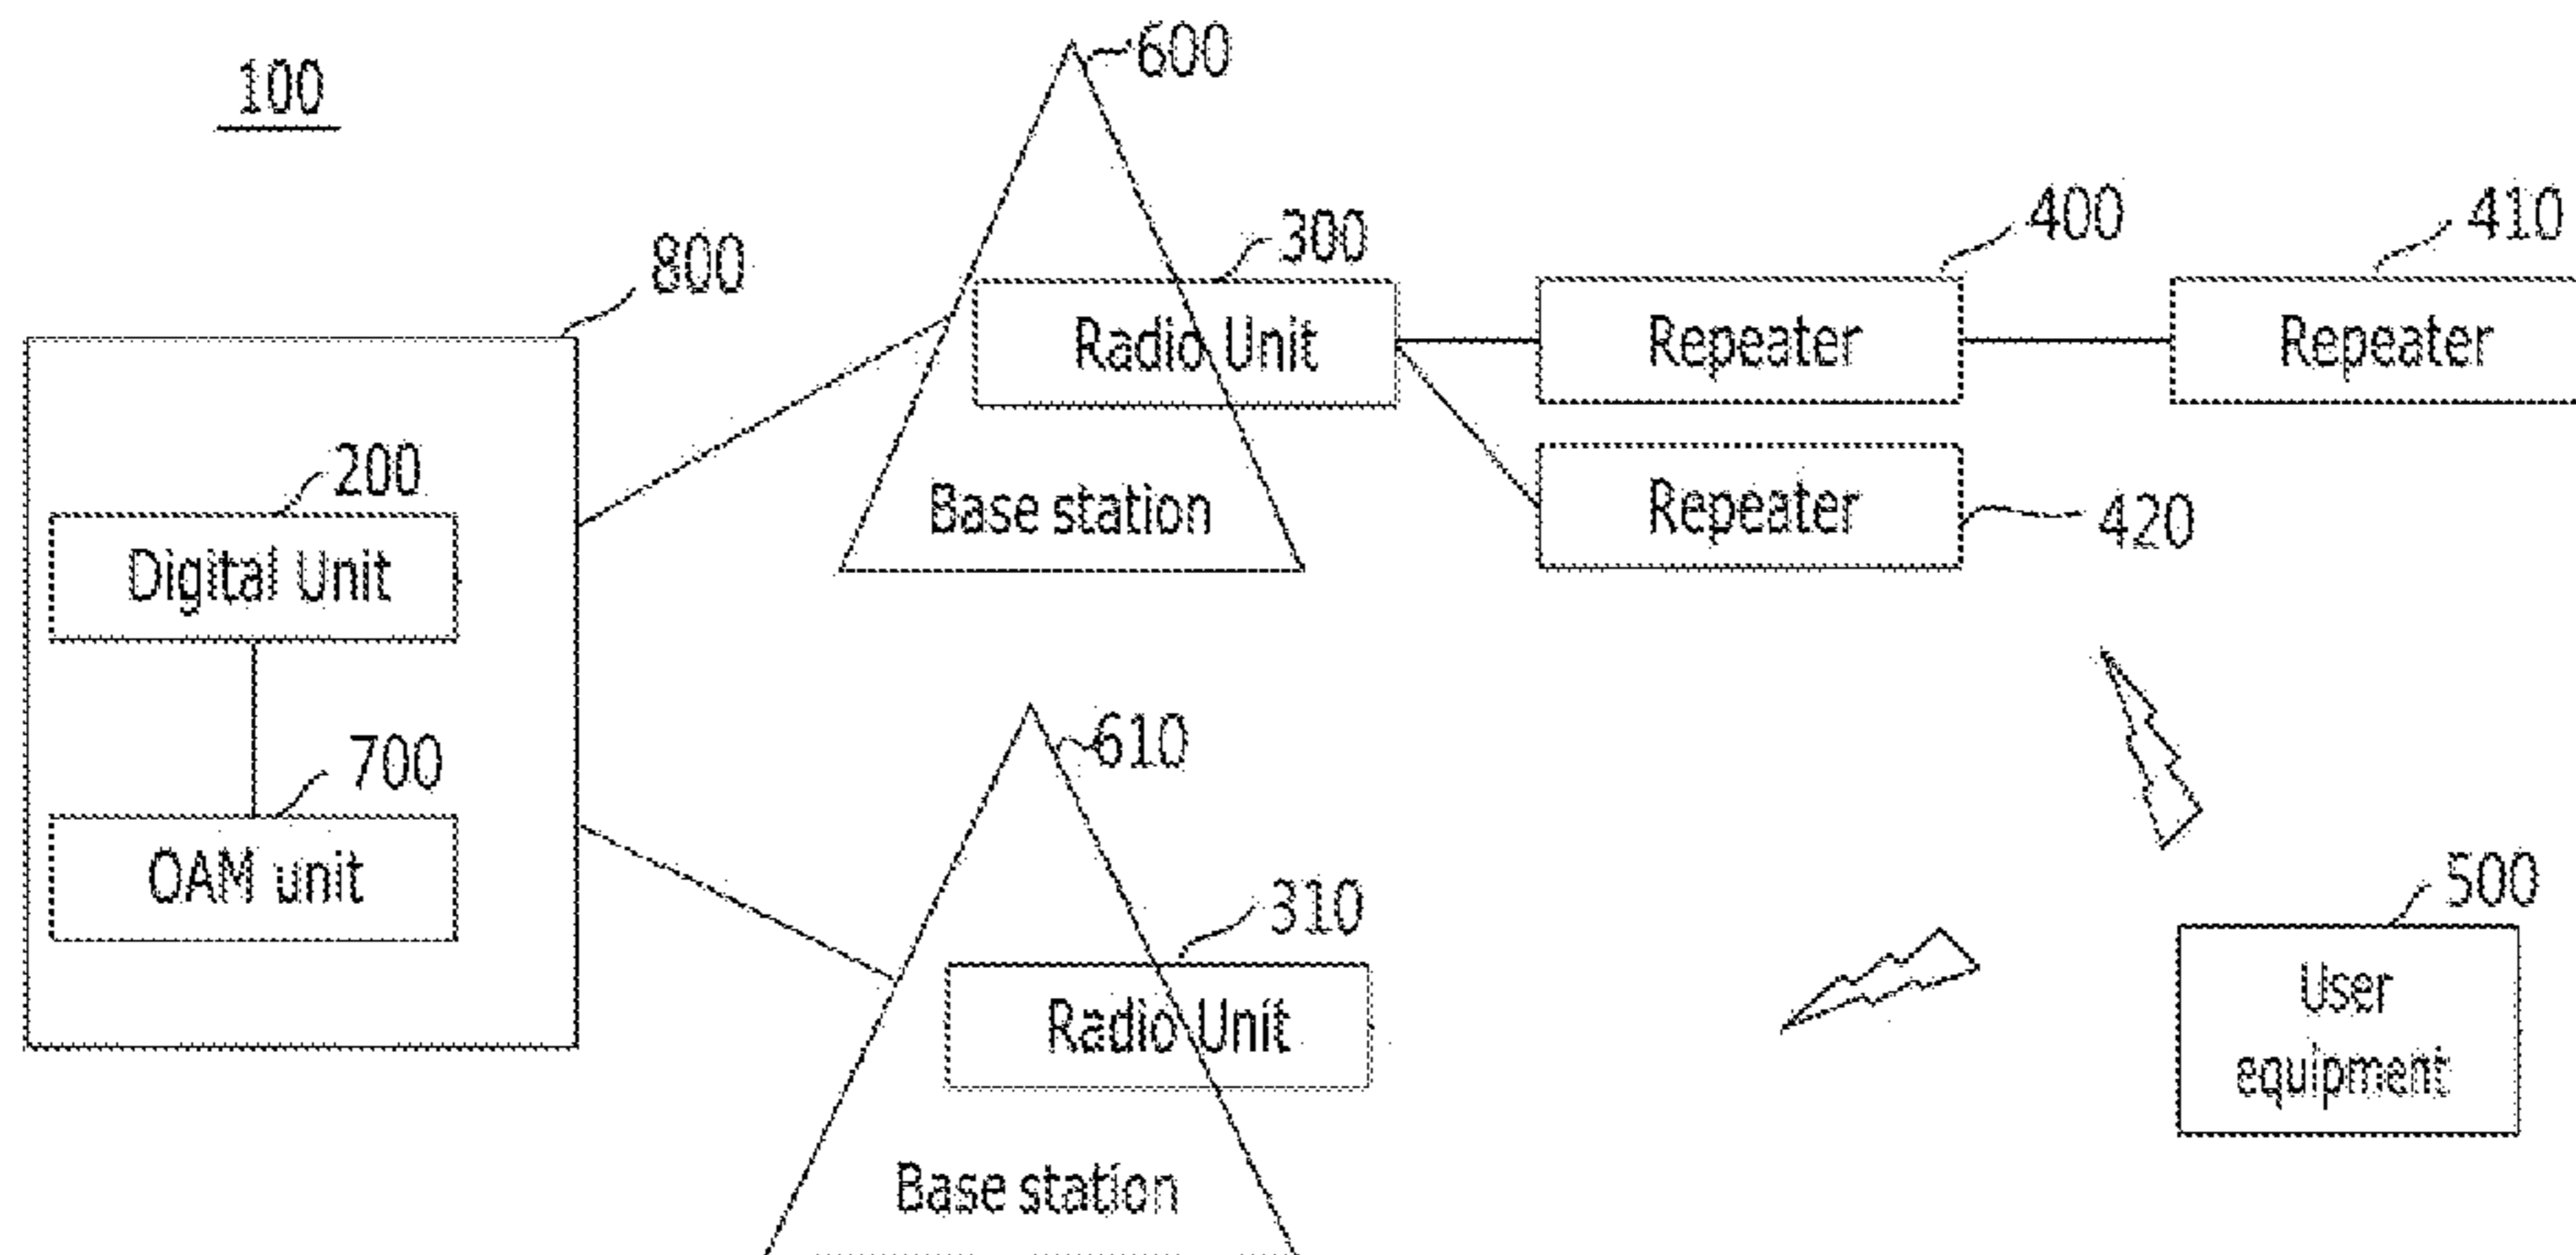 100
600
800
300
400
410
Radio Unit
Repeater
Repeater
200
Base station
Repeater
420
Digital Unit
610
700
OAM unit
310
500
Radio Unit
User
equipment
Base station